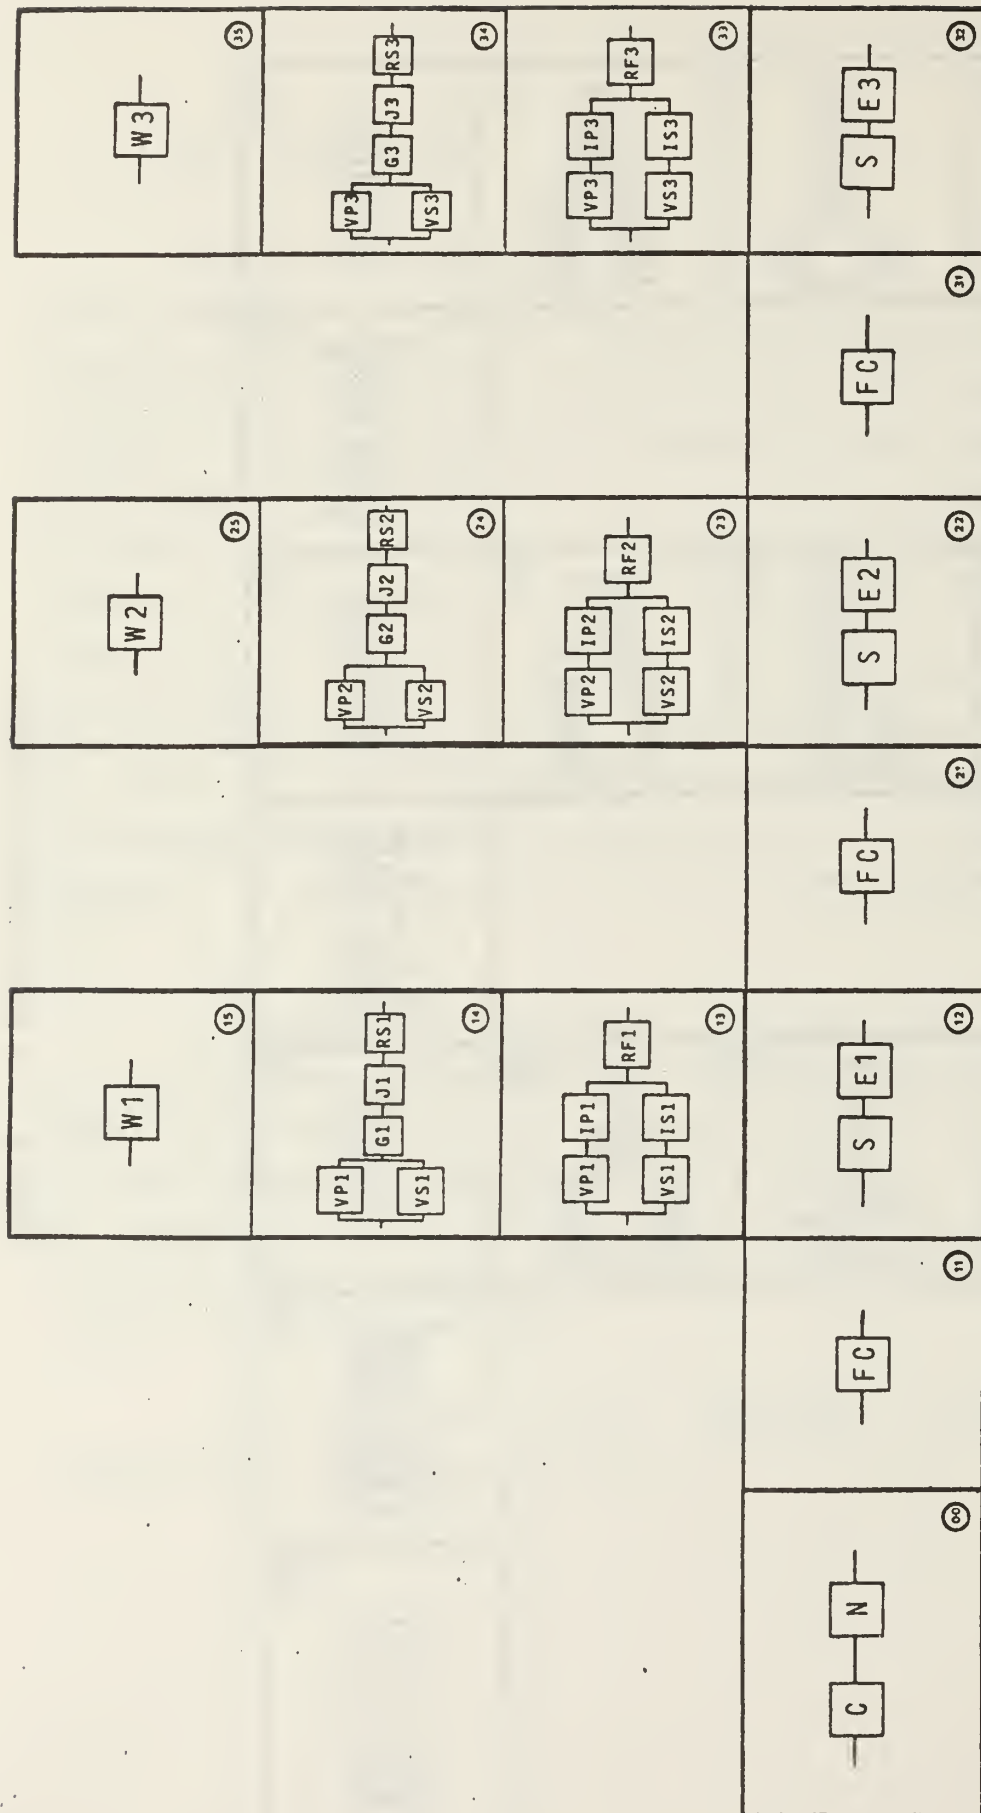 W1
15
W2
25
W3
35
VP1
VS1
G1 J1 RS1
14
VP2
VS2
G2 J2 RS2
24
VP3
VS3
G3 J3 RS3
34
VP1 IP1
VS1 IS1
RF1
13
VP2 IP2
VS2 IS2
RF2
23
VP3 IP3
VS3 IS3
RF3
33
C N
00
FC
11
S E1
12
FC
21
S E2
22
FC
31
S E3
32